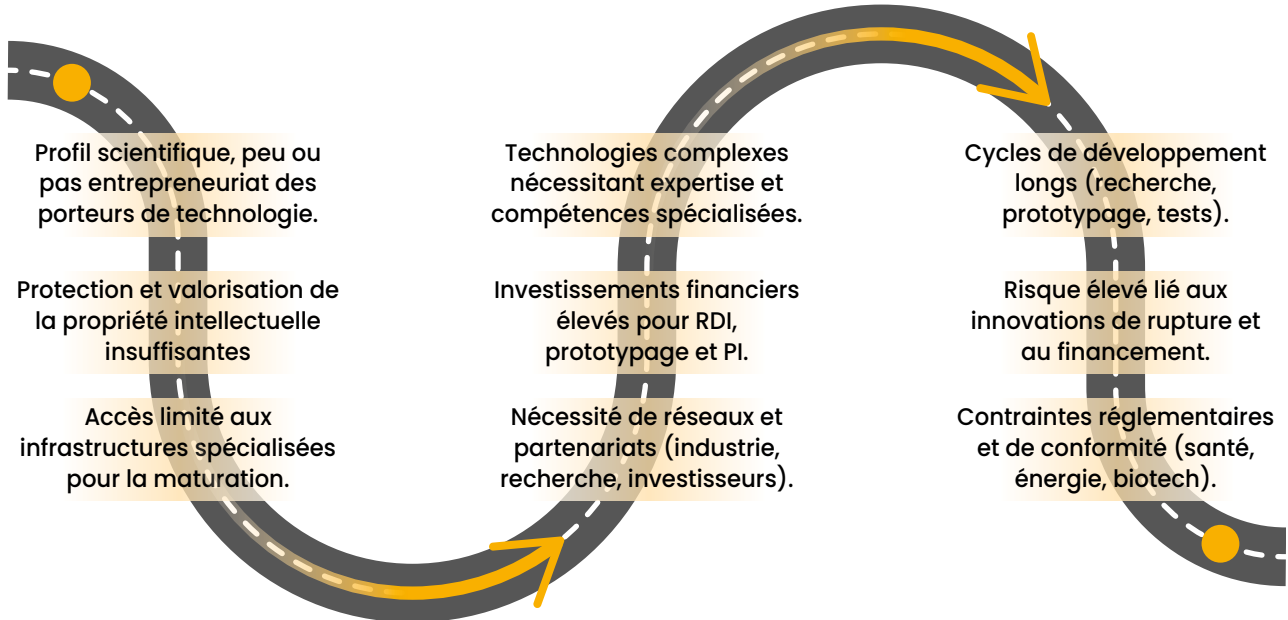 Profil scientifique, peu ou
pas entrepreneuriat des
porteurs de technologie.
Protection et valorisation de
la propriété intellectuelle
insuffisantes
Accès limité aux
infrastructures spécialisées
pour la maturation.
Technologies complexes
nécessitant expertise et
compétences spécialisées.
Investissements financiers
élevés pour RDI,
prototypage et PI.
Nécessité de réseaux et
partenariats (industrie,
recherche, investisseurs).
Cycles de développement
longs (recherche,
prototypage, tests).
Risque élevé lié aux
innovations de rupture et
au financement.
Contraintes réglementaires
et de conformité (santé,
énergie, biotech).